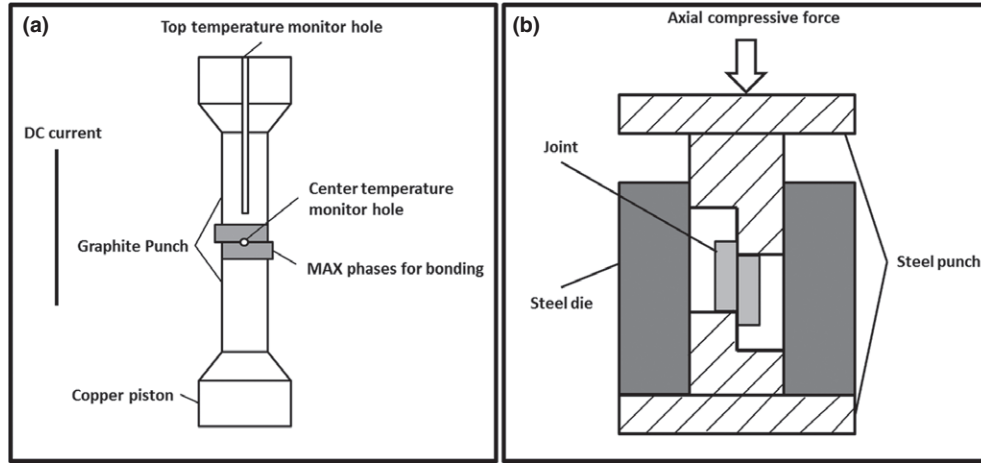 (a)
Top temperature monitor hole
DC current
Center temperature
monitor hole
Graphite Punch
MAX phases for bonding
Copper piston
(b)
Axial compressive force
Joint
Steel punch
Steel die